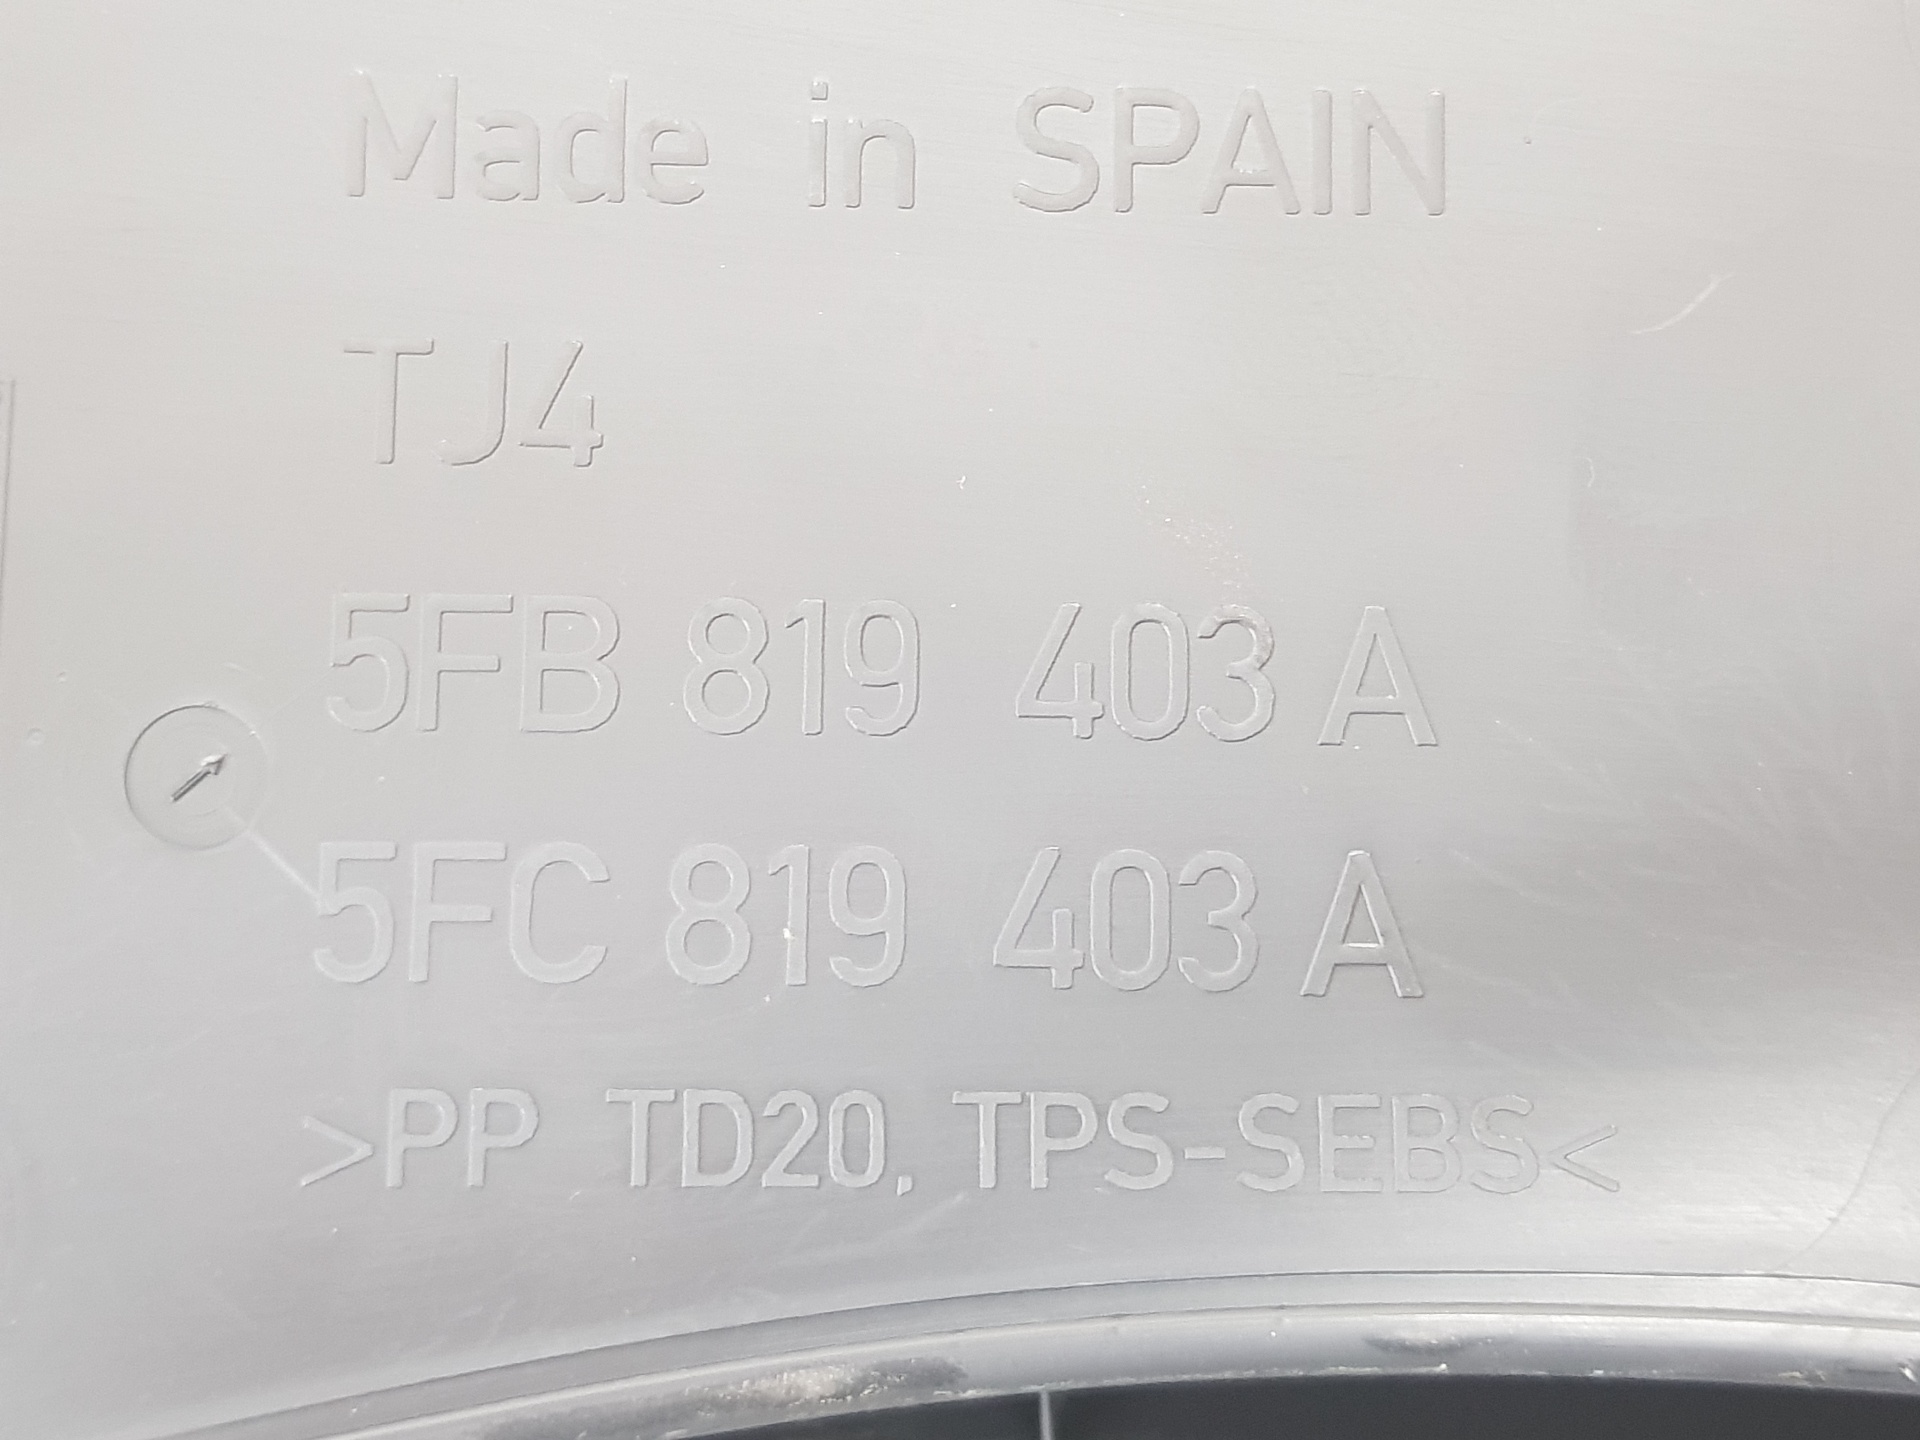 Made in SPAIN
TJ4
5FB 819 403 A
5FC 819 403 A
>PP TD20, TPS-SEBS<